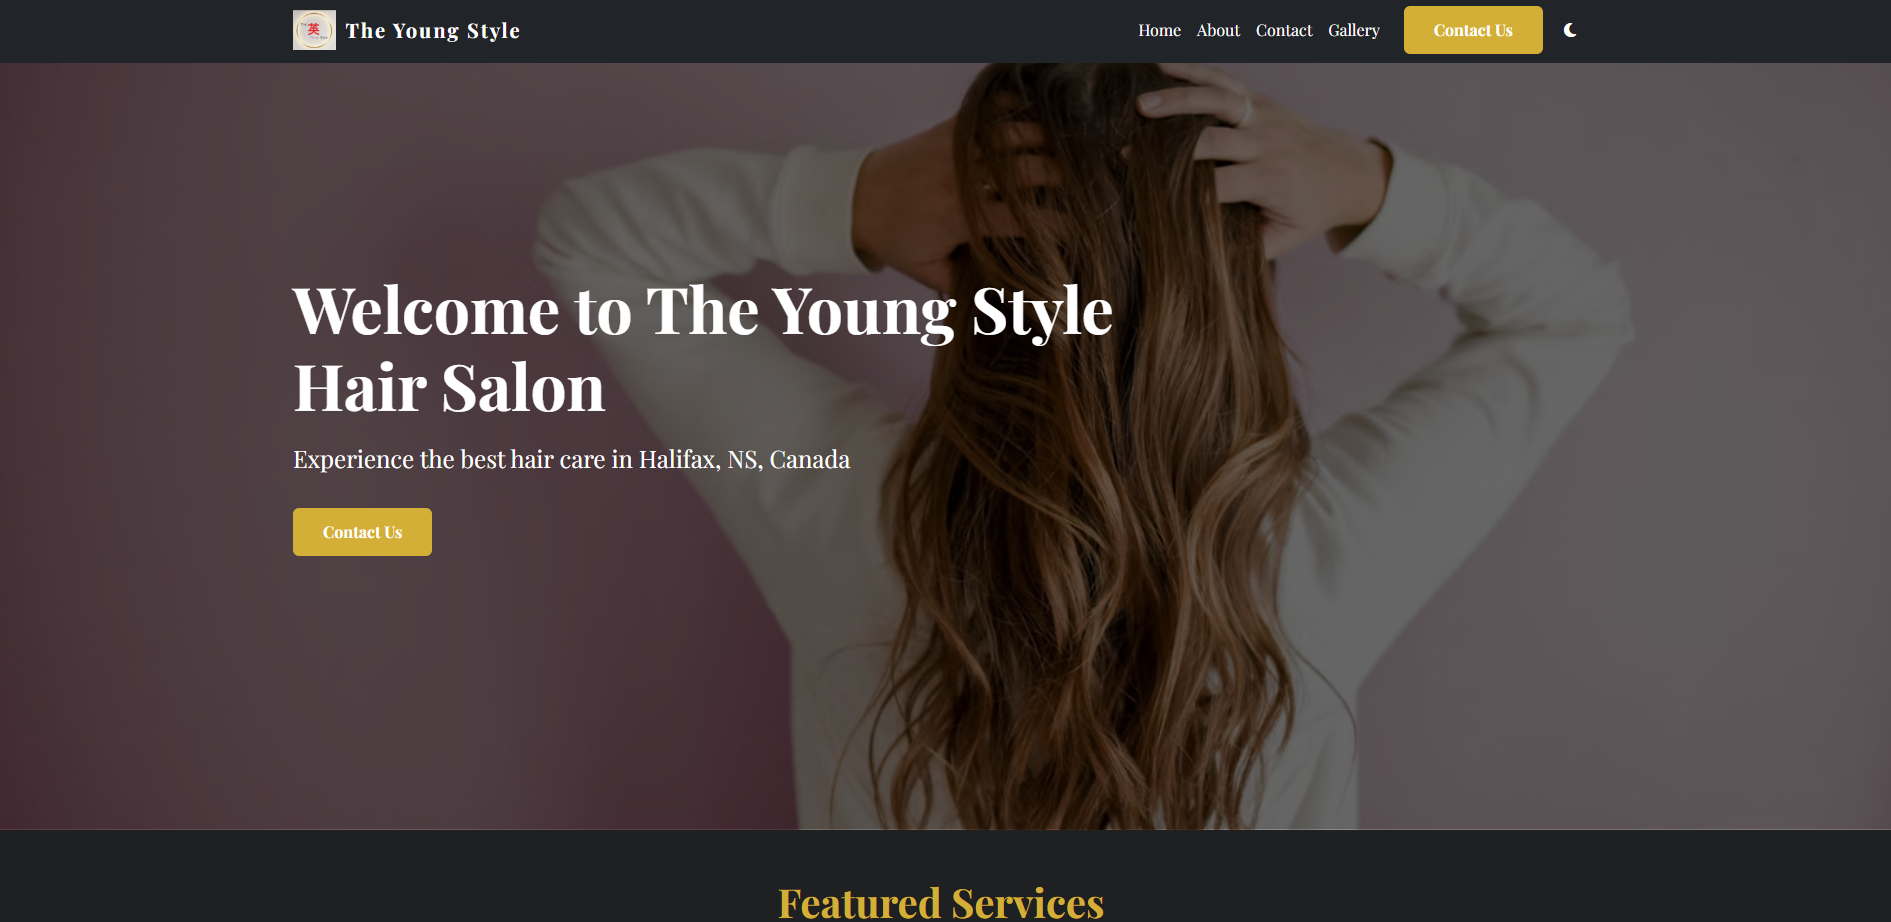 英
The Young Style
Home About Contact Gallery Contact Us
Welcome to The Young Style
Hair Salon
Experience the best hair care in Halifax, NS, Canada
Contact Us
Featured Services